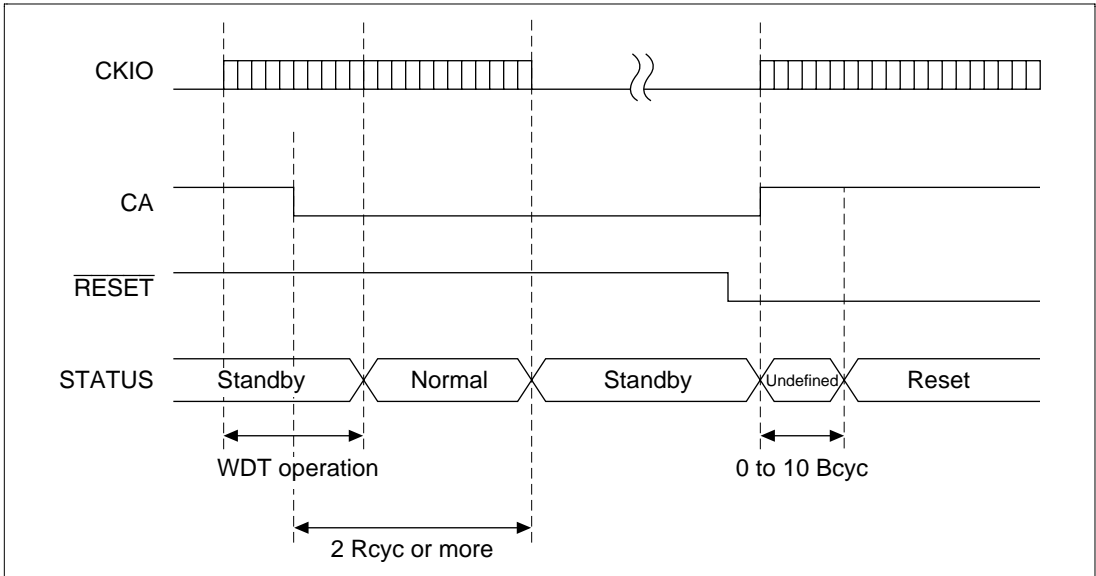 CKIO
CA
RESET
STATUS Standby Normal Standby Undefined Reset
WDT operation 0 to 10 Bcyc
2 Rcyc or more